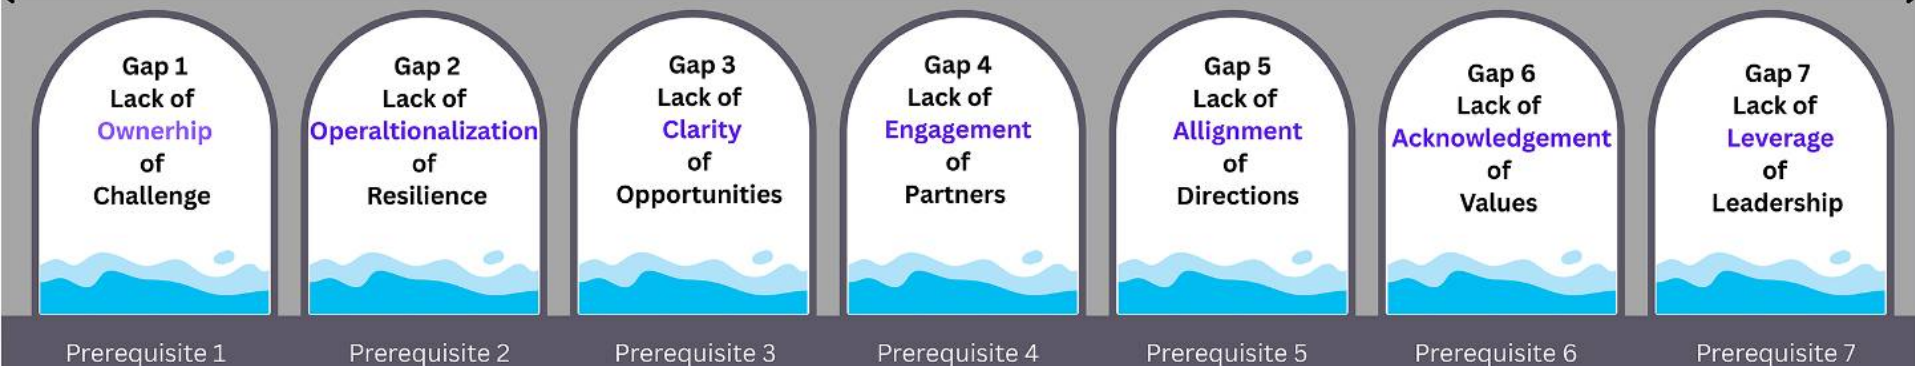 Gap 1
Lack of
Ownerhip
of
Challenge
Gap 2
Lack of
Operaltionalization
of
Resilience
Gap 3
Lack of
Clarity
of
Opportunities
Gap 4
Lack of
Engagement
of
Partners
Gap 5
Lack of
Allignment
of
Directions
Gap 6
Lack of
Acknowledgement
of
Values
Gap 7
Lack of
Leverage
of
Leadership
Prerequisite 1
Prerequisite 2
Prerequisite 3
Prerequisite 4
Prerequisite 5
Prerequisite 6
Prerequisite 7